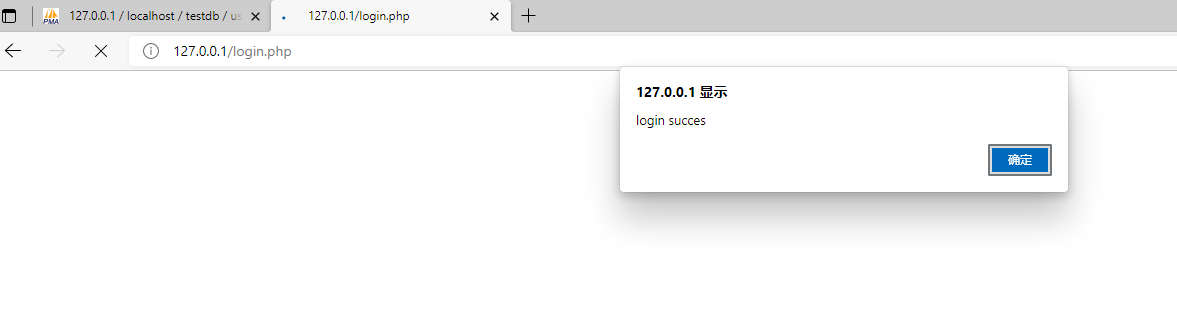 PMA
127.0.0.1 / localhost / testdb / us
127.0.0.1/login.php
127.0.0.1/login.php
127.0.0.1 显示
login succes
确定